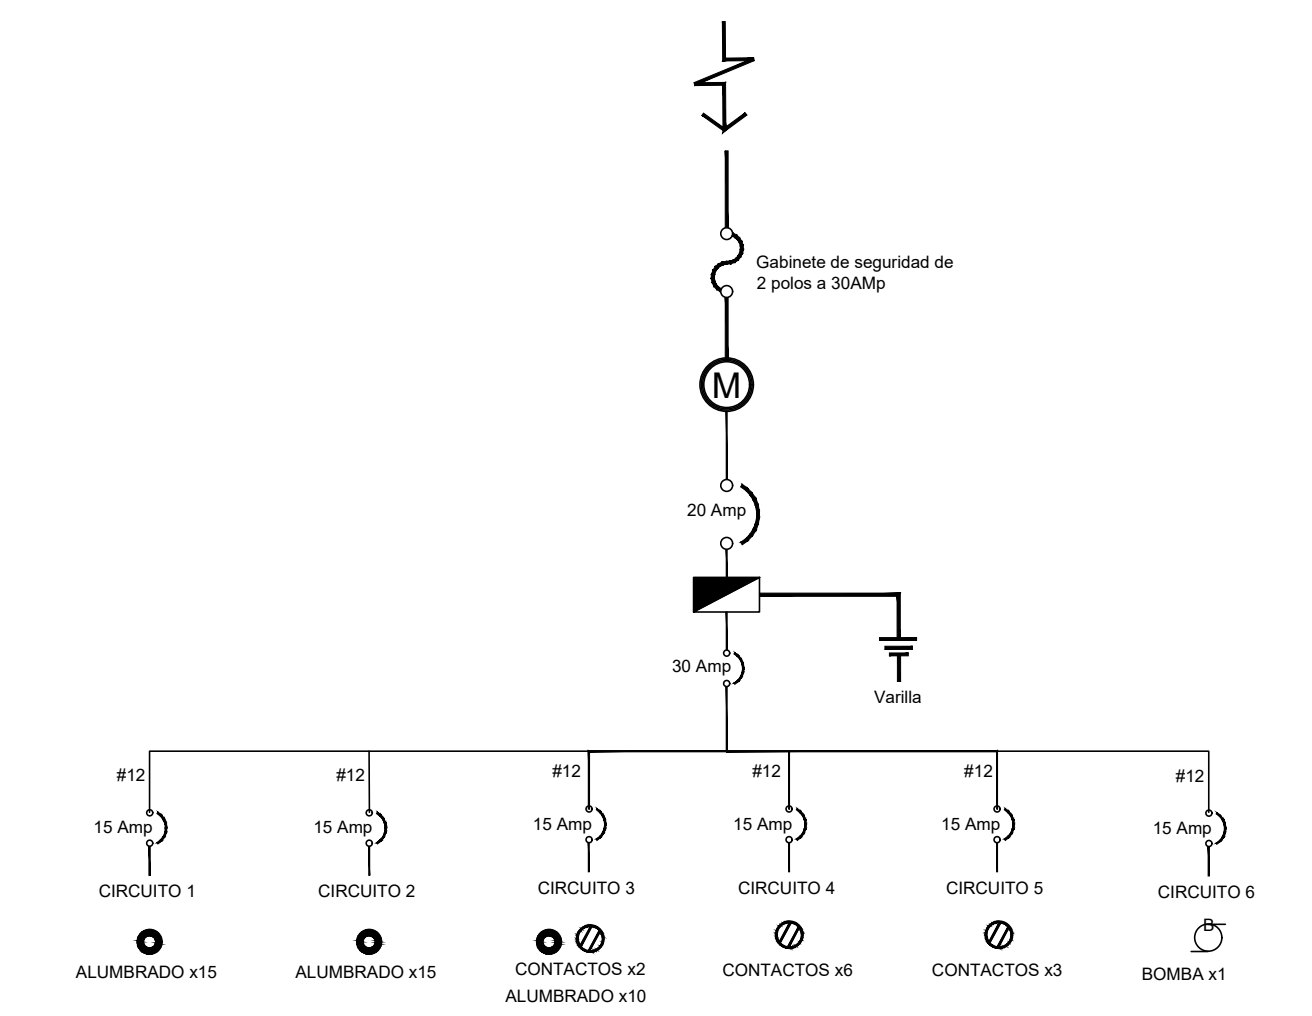 Gabinete de seguridad de
2 polos a 30AMp
M
20 Amp
30 Amp
Varilla
#12
#12
#12
#12
#12
#12
15 Amp
15 Amp
15 Amp
15 Amp
15 Amp
15 Amp
CIRCUITO 1
CIRCUITO 2
CIRCUITO 3
CIRCUITO 4
CIRCUITO 5
CIRCUITO 6
B
ALUMBRADO x15
ALUMBRADO x15
CONTACTOS x2
ALUMBRADO x10
CONTACTOS x6
CONTACTOS x3
BOMBA x1